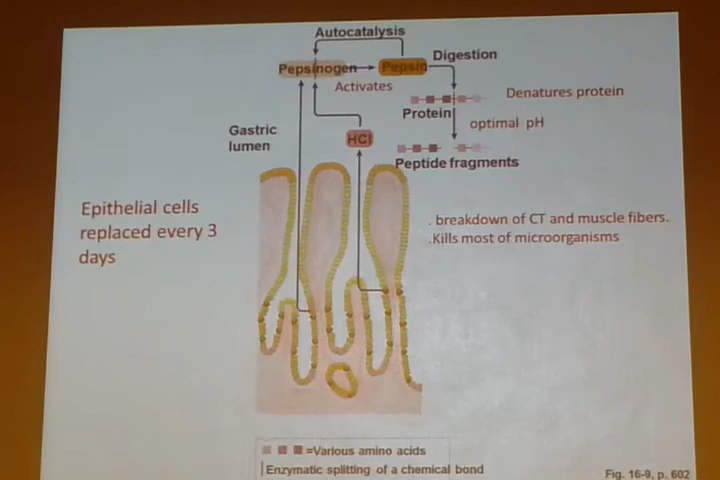 Autocatalysis
Pepsinogen
Pepsin
Digestion
Activates
Denatures protein
Protein
optimal pH
Gastric
lumen
HCl
Peptide fragments
Epithelial cells
replaced every 3
days
. breakdown of CT and muscle fibers.
.Kills most of microorganisms
=Various amino acids
Enzymatic splitting of a chemical bond
Fig. 16-9, p. 602